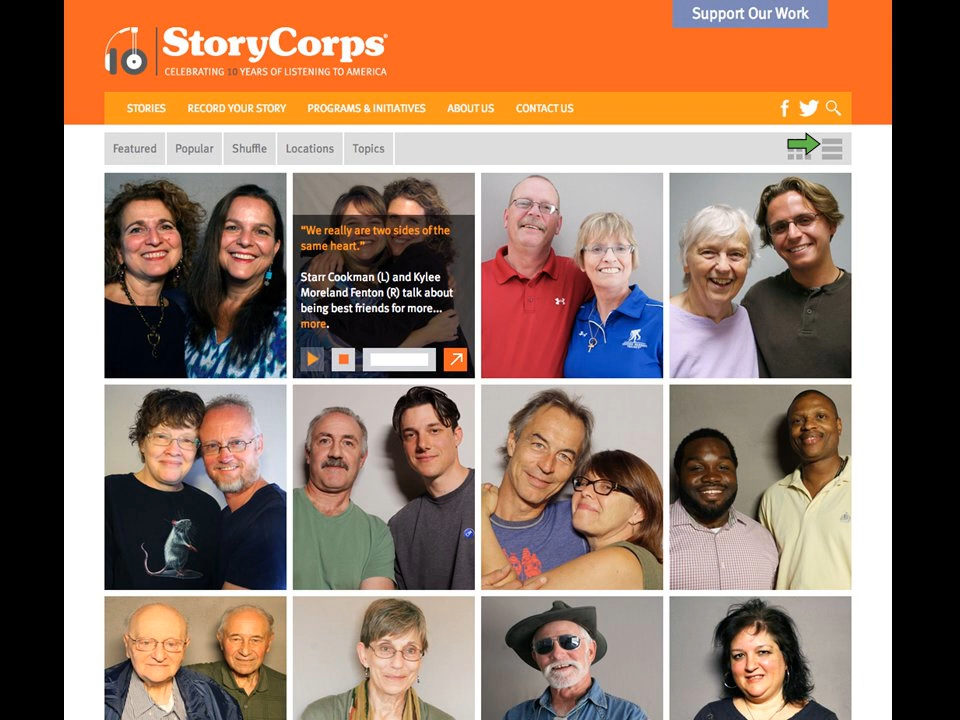 Support Our Work
10 StoryCorps®
CELEBRATING 10 YEARS OF LISTENING TO AMERICA
STORIES RECORD YOUR STORY PROGRAMS & INITIATIVES ABOUT US CONTACT US
Featured Popular Shuffle Locations Topics
“We really are two sides of the
same heart.”
Starr Cookman (L) and Kylee
Moreland Fenton (R) talk about
being best friends for more...
more.